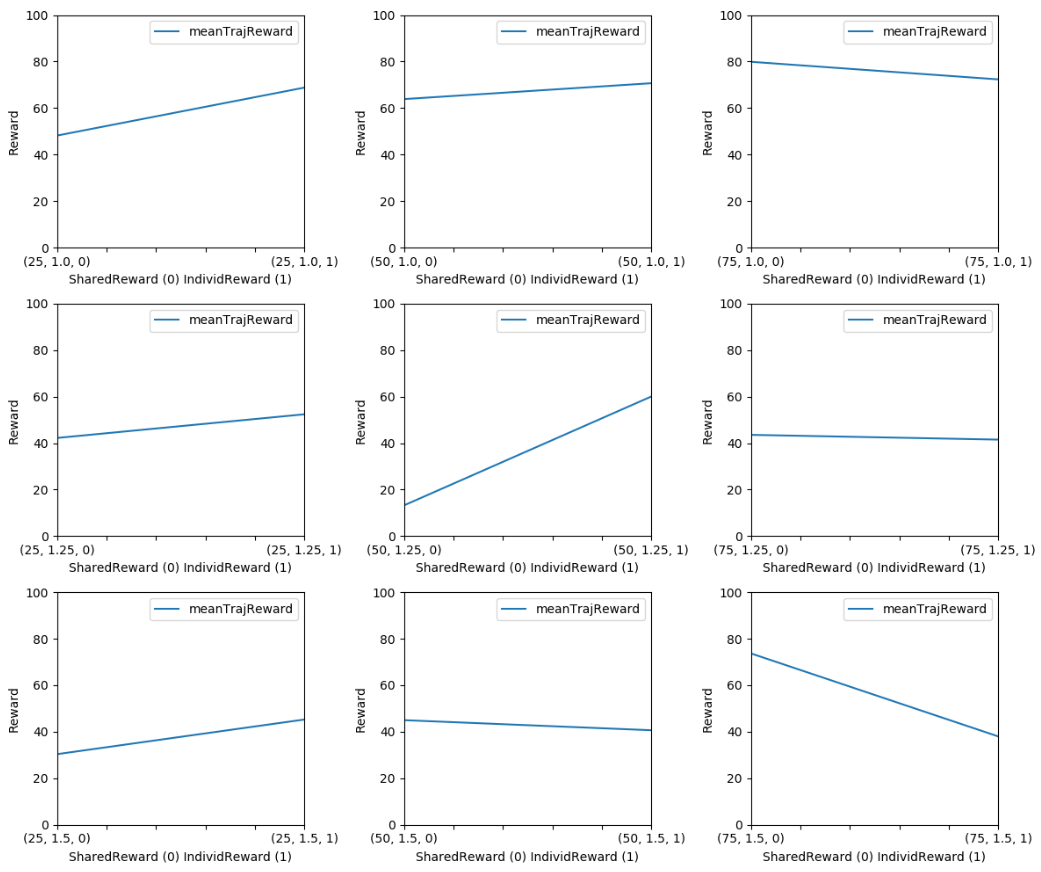 100
80
60
40
20
0
Reward
meanTrajReward
(25, 1.0, 0)
(25, 1.0, 1)
SharedReward (0) IndividReward (1)
100
80
60
40
20
0
Reward
meanTrajReward
(50, 1.0, 0)
(50, 1.0, 1)
SharedReward (0) IndividReward (1)
100
80
60
40
20
0
Reward
meanTrajReward
(75, 1.0, 0)
(75, 1.0, 1)
SharedReward (0) IndividReward (1)
100
80
60
40
20
0
Reward
meanTrajReward
(25, 1.25, 0)
(25, 1.25, 1)
SharedReward (0) IndividReward (1)
100
80
60
40
20
0
Reward
meanTrajReward
(50, 1.25, 0)
(50, 1.25, 1)
SharedReward (0) IndividReward (1)
100
80
60
40
20
0
Reward
meanTrajReward
(75, 1.25, 0)
(75, 1.25, 1)
SharedReward (0) IndividReward (1)
100
80
60
40
20
0
Reward
meanTrajReward
(25, 1.5, 0)
(25, 1.5, 1)
SharedReward (0) IndividReward (1)
100
80
60
40
20
0
Reward
meanTrajReward
(50, 1.5, 0)
(50, 1.5, 1)
SharedReward (0) IndividReward (1)
100
80
60
40
20
0
Reward
meanTrajReward
(75, 1.5, 0)
(75, 1.5, 1)
SharedReward (0) IndividReward (1)